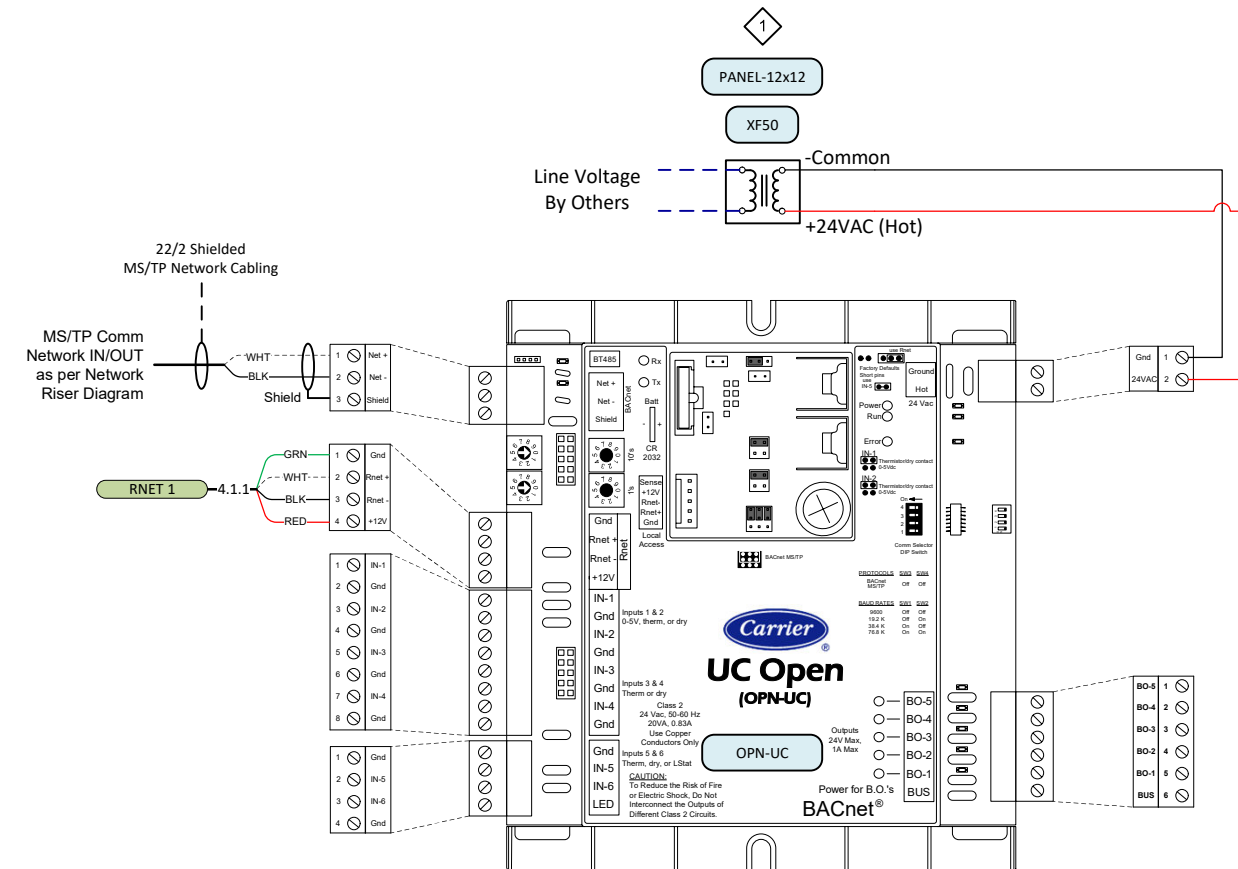 1
PANEL-12x12
XF50
-Common
Line Voltage
By Others
+24VAC (Hot)
22/2 Shielded
MS/TP Network Cabling
MS/TP Comm
Network IN/OUT
as per Network
Riser Diagram
WHT
BLK
Shield
1 Net +
2 Net -
3 Shield
RNET 1
4.1.1
GRN
WHT
BLK
RED
1 Gnd
2 Rnet +
3 Rnet -
4 +12V
1 IN-1
2 Gnd
3 IN-2
4 Gnd
5 IN-3
6 Gnd
7 IN-4
8 Gnd
1 Gnd
2 IN-5
3 IN-6
4 Gnd
BT485
Net +
Net -
Shield
BACnet
Rx
Tx
Batt
- +
CR
2032
10's
1's
Sense
+12V
Rnet-
Rnet+
Gnd
Local
Access
Gnd
Rnet +
Rnet -
+12V
Rnet
IN-1
Gnd
IN-2
Gnd
IN-3
Gnd
IN-4
Gnd
Inputs 1 & 2
0-5V, therm, or dry
Inputs 3 & 4
Therm or dry
Class 2
24 Vac, 50-60 Hz
20VA, 0.83A
Use Copper
Conductors Only
Gnd
IN-5
IN-6
LED
Inputs 5 & 6
Therm, dry, or LStat
CAUTION:
To Reduce the Risk of Fire
or Electric Shock, Do Not
Interconnect the Outputs of
Different Class 2 Circuits.
BACnet MS/TP
use Rnet
Factory Defaults
Short pins
use
IN-5
Ground
Hot
24 Vac
Power
Run
Error
IN-1
Thermistor/dry contact
0-5Vdc
IN-2
Thermistor/dry contact
0-5Vdc
On
4
3
2
1
Comm Selector
DIP Switch
PROTOCOLS SW3 SW4
BACnet
MS/TP Off Off
BAUD RATES SW1 SW2
9600 Off Off
19.2 K Off On
38.4 K On Off
76.8 K On On
Carrier
®
UC Open
(OPN-UC)
OPN-UC
Outputs
24V Max,
1A Max
BO-5
BO-4
BO-3
BO-2
BO-1
BUS
Power for B.O.'s
BACnet®
Gnd 1
24VAC 2
BO-5 1
BO-4 2
BO-3 3
BO-2 4
BO-1 5
BUS 6